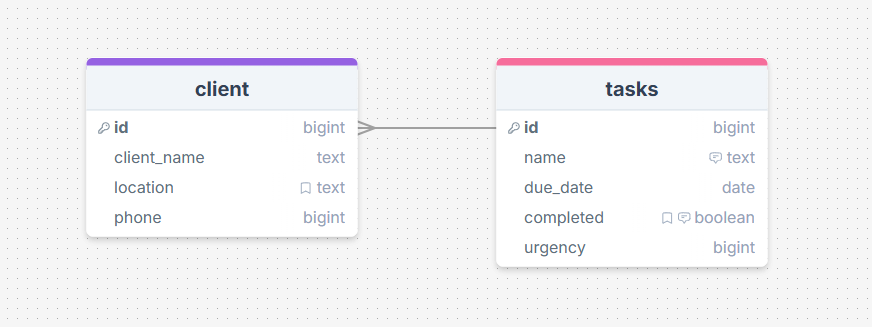 client
id bigint
client_name text
location text
phone bigint
tasks
id bigint
name text
due_date date
completed boolean
urgency bigint